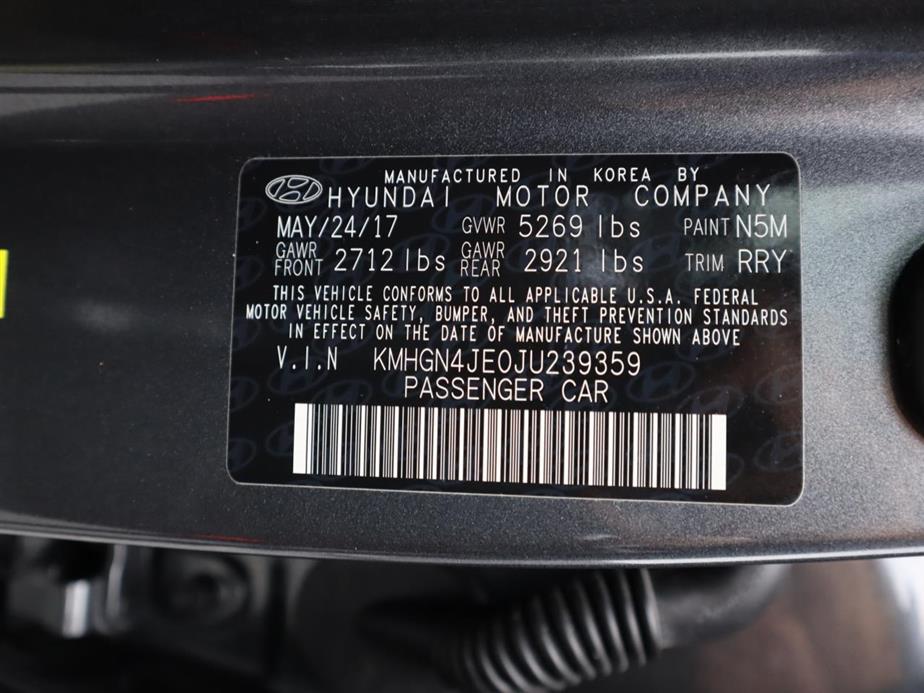 MANUFACTURED IN KOREA BY
HYUNDAI MOTOR COMPANY
MAY/24/17 GVWR 5269 lbs PAINT N5M
GAWR FRONT 2712 lbs GAWR REAR 2921 lbs TRIM RRY
THIS VEHICLE CONFORMS TO ALL APPLICABLE U.S.A. FEDERAL
MOTOR VEHICLE SAFETY, BUMPER, AND THEFT PREVENTION STANDARDS
IN EFFECT ON THE DATE OF MANUFACTURE SHOWN ABOVE
V.I.N KMHGN4JE0JU239359
PASSENGER CAR